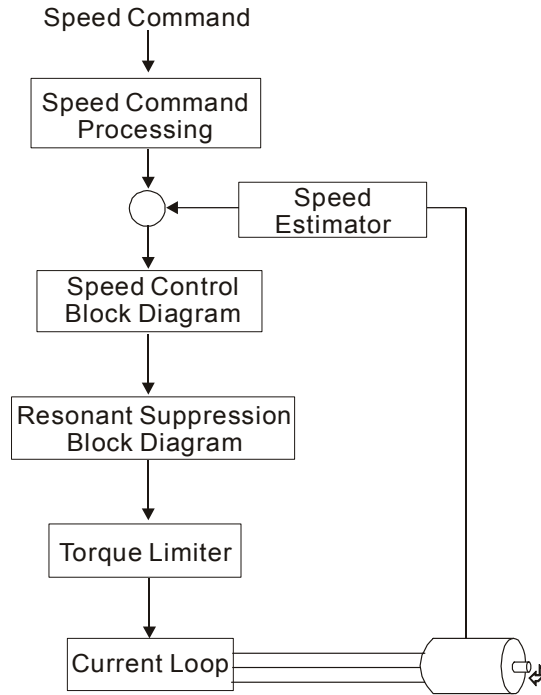 Speed Command
Speed Command
Processing
Speed
Estimator
Speed Control
Block Diagram
Resonant Suppression
Block Diagram
Torque Limiter
Current Loop